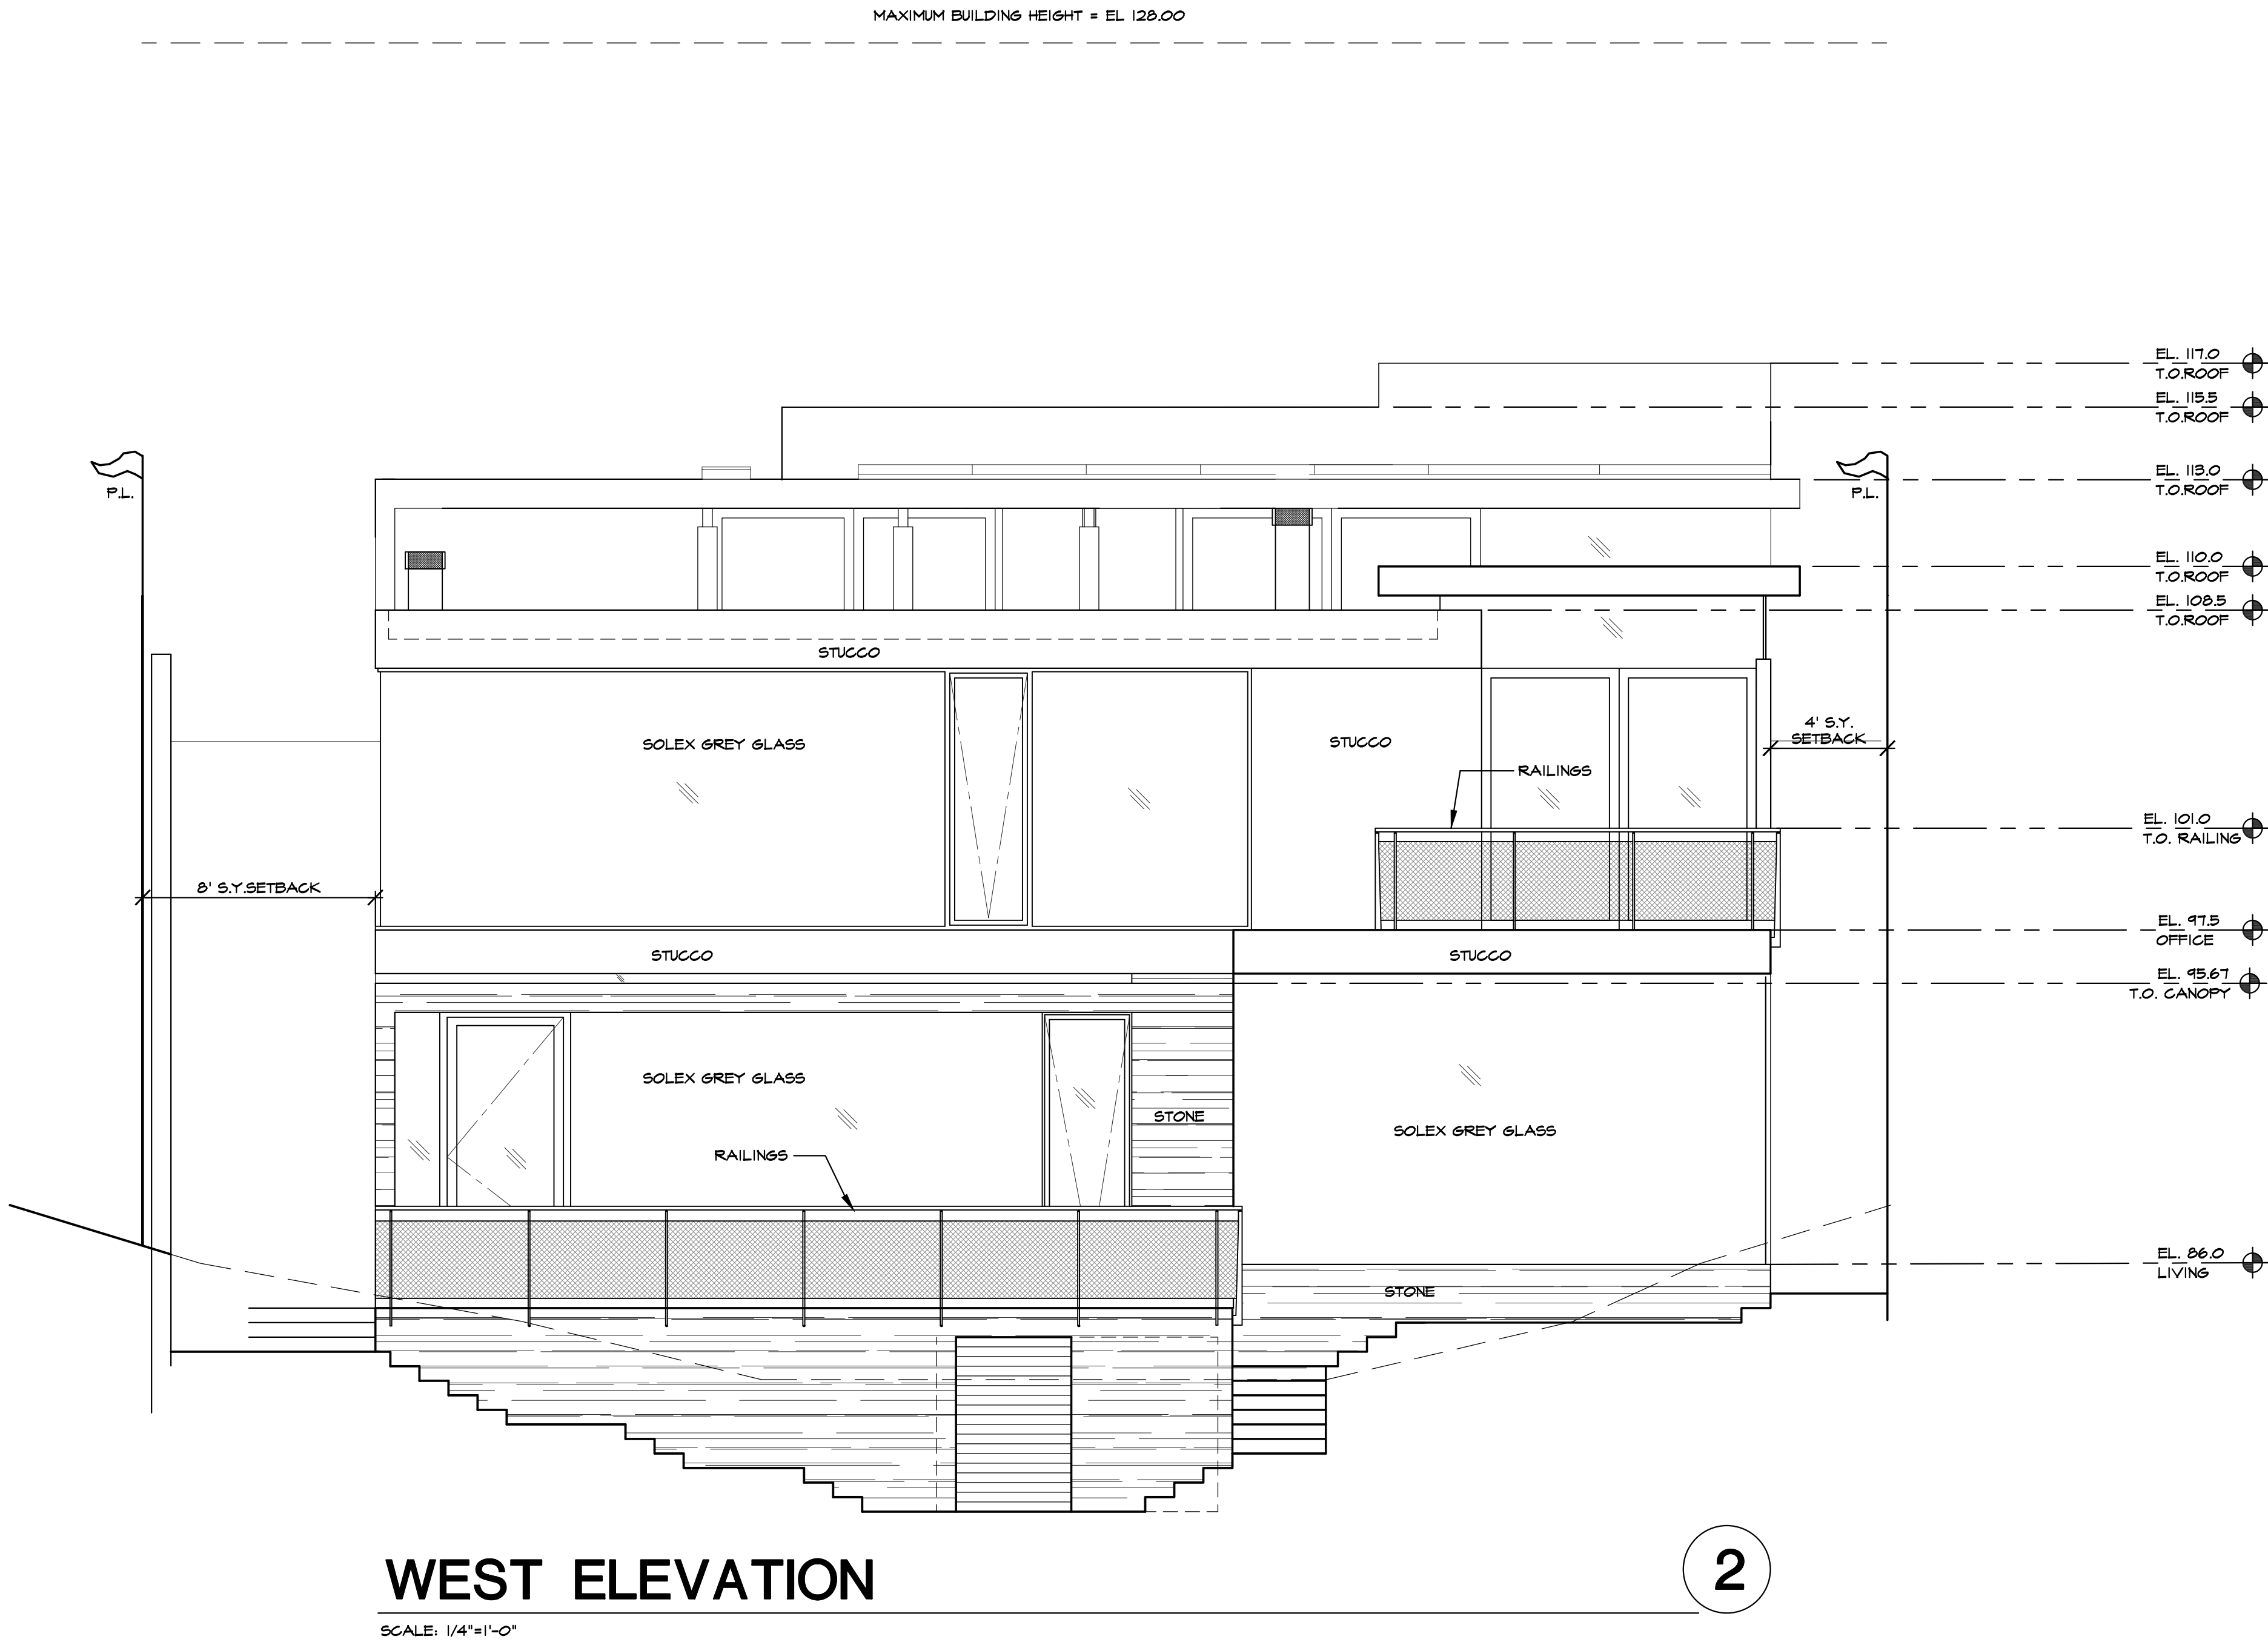 MAXIMUM BUILDING HEIGHT = EL 128.00
EL. 117.0
T.O.ROOF
EL. 115.5
T.O.ROOF
EL. 113.0
T.O.ROOF
P.L.
P.L.
EL. 110.0
T.O.ROOF
EL. 108.5
T.O.ROOF
STUCCO
4' S.Y.
SETBACK
SOLEX GREY GLASS
STUCCO
RAILINGS
EL. 101.0
T.O. RAILING
8' S.Y.SETBACK
EL. 97.5
OFFICE
STUCCO
STUCCO
EL. 95.67
T.O. CANOPY
SOLEX GREY GLASS
STONE
SOLEX GREY GLASS
RAILINGS
EL. 86.0
LIVING
STONE
WEST ELEVATION
2
SCALE: 1/4"=1'-0"